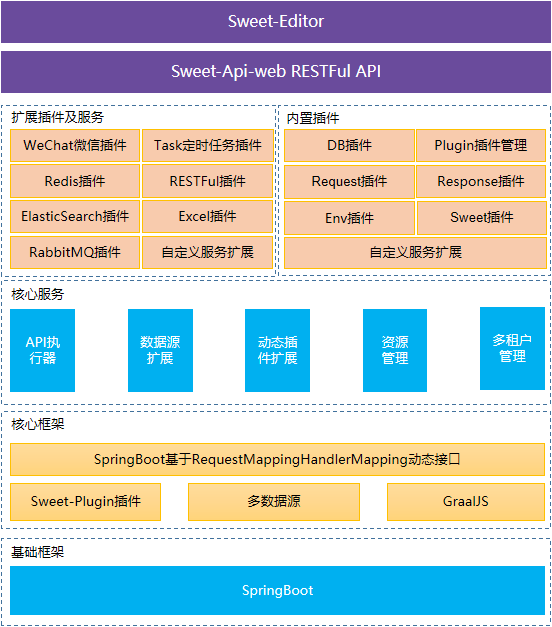 Sweet-Editor
Sweet-Api-web RESTFul API
扩展插件及服务
WeChat微信插件
Task定时任务插件
Redis插件
RESTFul插件
ElasticSearch插件
Excel插件
RabbitMQ插件
自定义服务扩展
内置插件
DB插件
Plugin插件管理
Request插件
Response插件
Env插件
Sweet插件
自定义服务扩展
核心服务
API执
行器
数据源
扩展
动态插
件扩展
资源
管理
多租户
管理
核心框架
SpringBoot基于RequestMappingHandlerMapping动态接口
Sweet-Plugin插件
多数据源
GraalJS
基础框架
SpringBoot